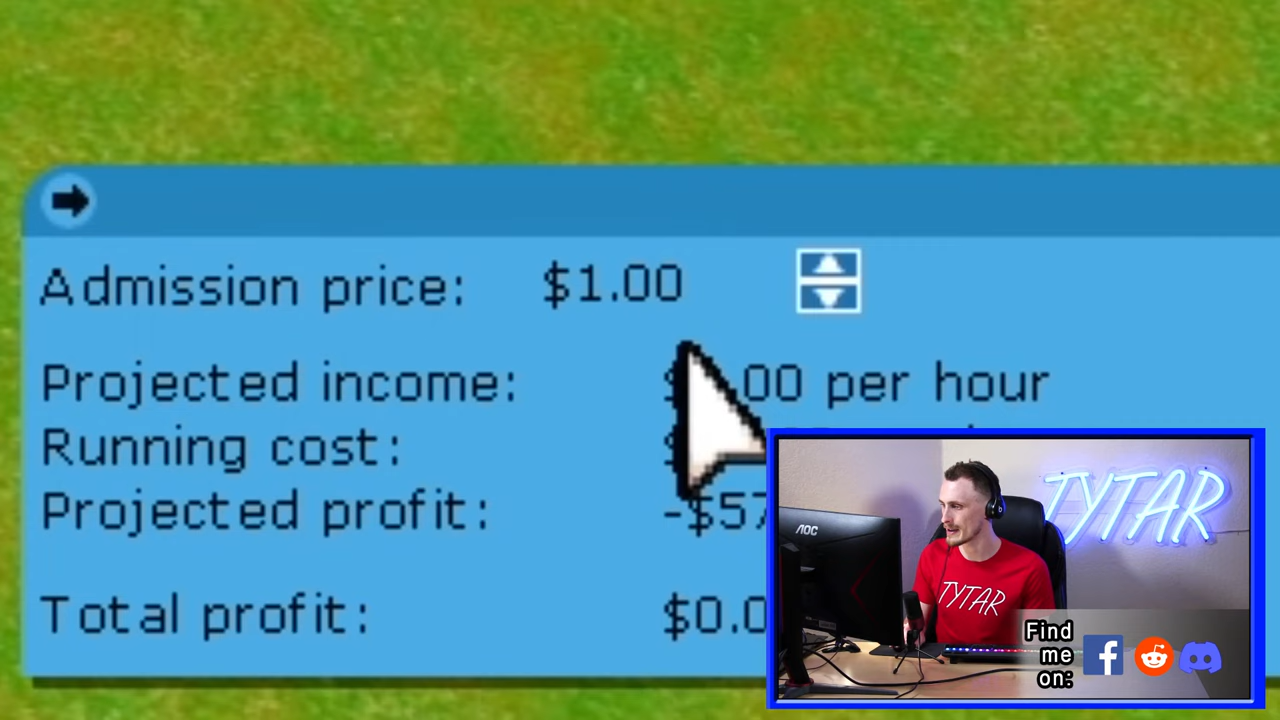 Admission price: $1.00
Projected income: .00 per hour
Running cost:
Projected profit: -$57
Total profit: $0.0
AOC
TYTAR
TYTAR
Find
me
on: